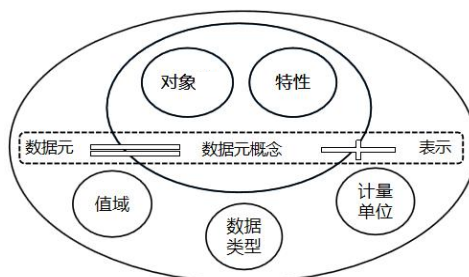 对象
特性
数据元
数据元概念
表示
值域
数据
类型
计量
单位